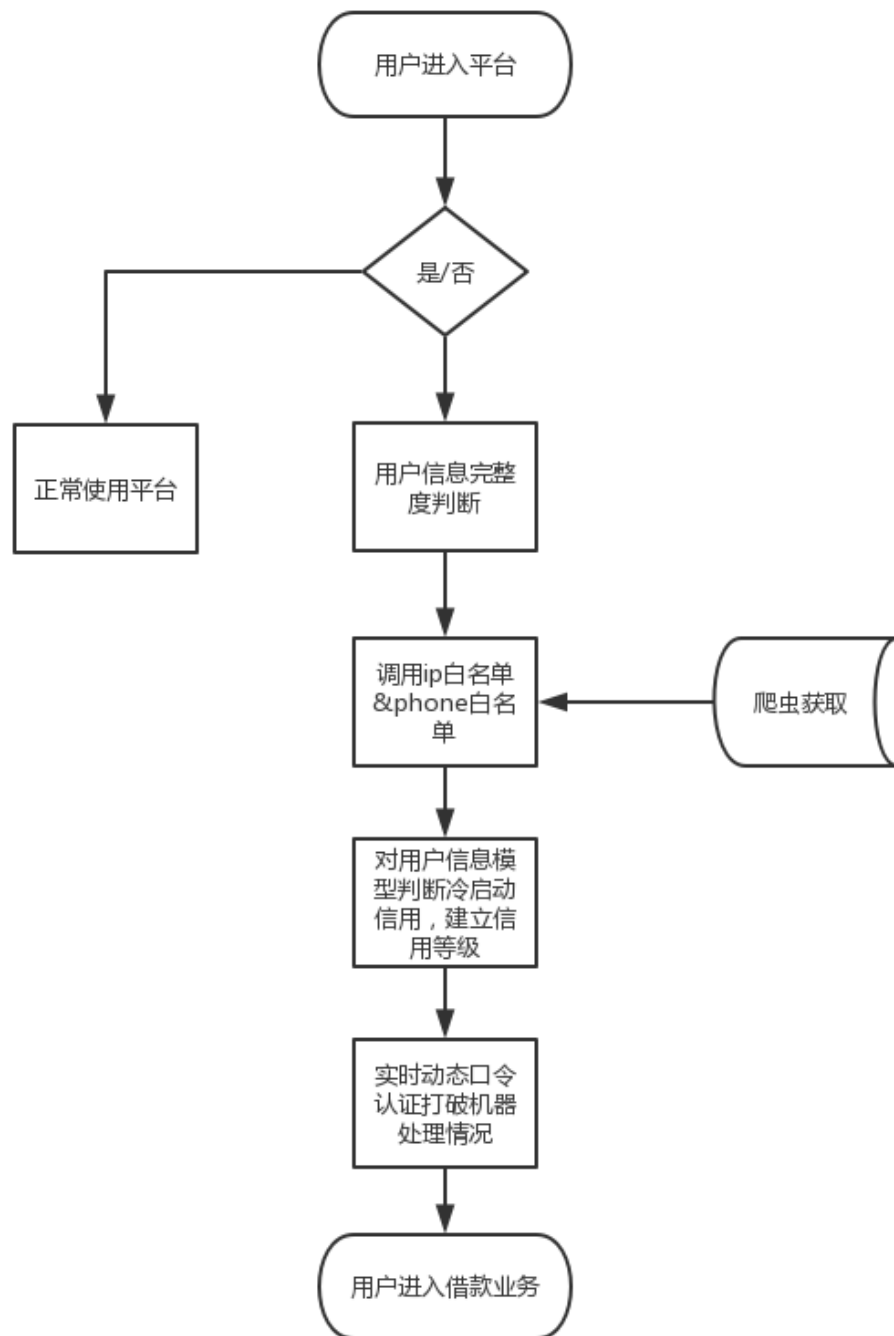 用户进入平台
是/否
正常使用平台
用户信息完整
度判断
调用ip白名单
&phone白名
单
爬虫获取
对用户信息模
型判断冷启动
信用，建立信
用等级
实时动态口令
认证打破机器
处理情况
用户进入借款业务